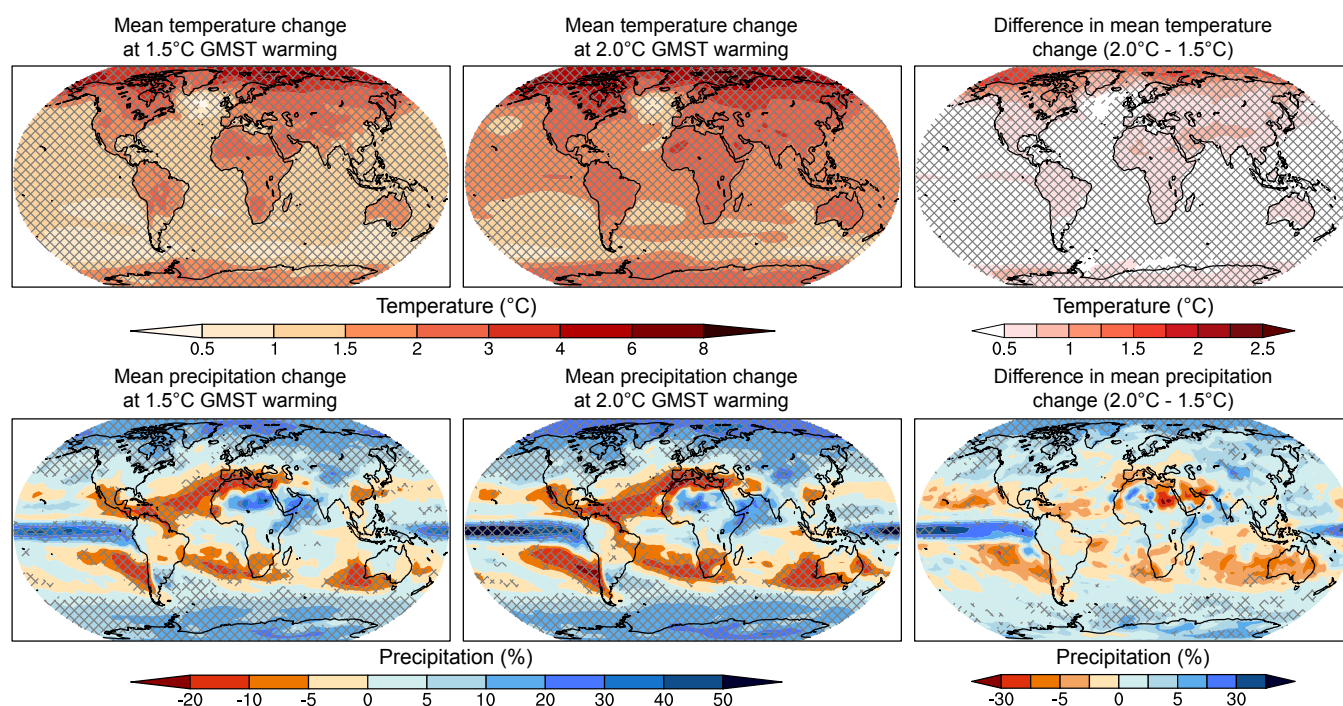 Mean temperature change
at 1.5°C GMST warming
Mean temperature change
at 2.0°C GMST warming
Difference in mean temperature
change (2.0°C - 1.5°C)
Temperature (°C)
0.5 1 1.5 2 3 4 6 8
Temperature (°C)
0.5 1 1.5 2 2.5
Mean precipitation change
at 1.5°C GMST warming
Mean precipitation change
at 2.0°C GMST warming
Difference in mean precipitation
change (2.0°C - 1.5°C)
Precipitation (%)
-20 -10 -5 0 5 10 20 30 40 50
Precipitation (%)
-30 -5 0 5 30